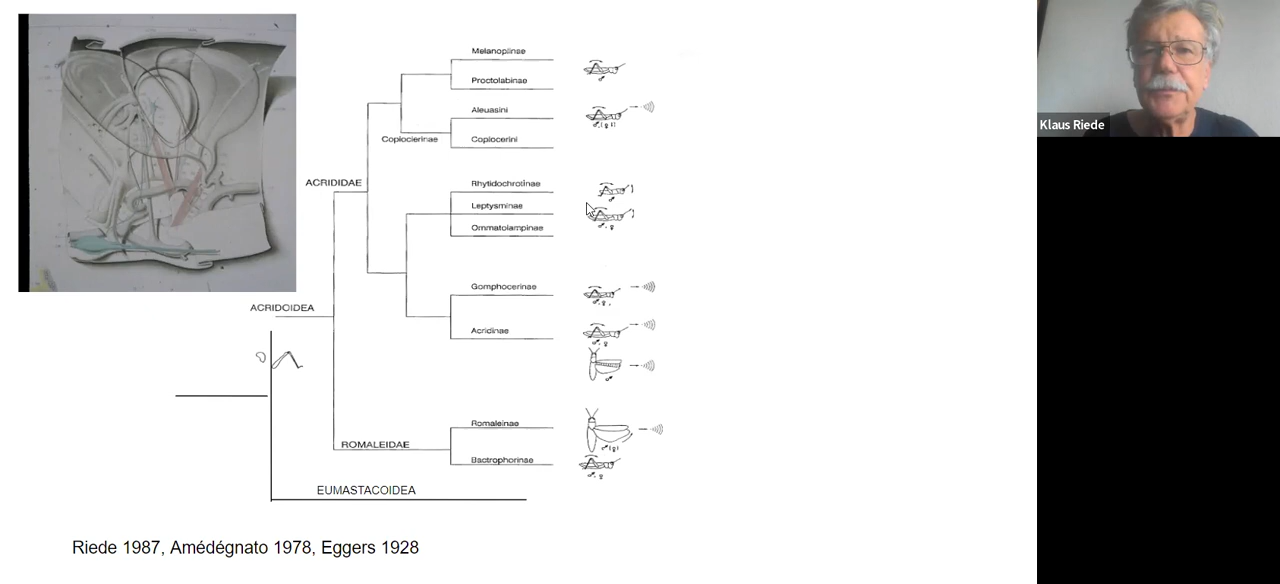 Melanoplinae
Proctolabinae
Aleuasini
Coplocerini
Coplocierinae
ACRIDIDAE
Rhytidochrotinae
Leptysminae
Ommatolampinae
ACRIDOIDEA
Gomphocerinae
Acridinae
Romaleinae
ROMALEIDAE
Bactrophorinae
EUMASTACOIDEA
Riede 1987, Amédégnato 1978, Eggers 1928
Klaus Riede